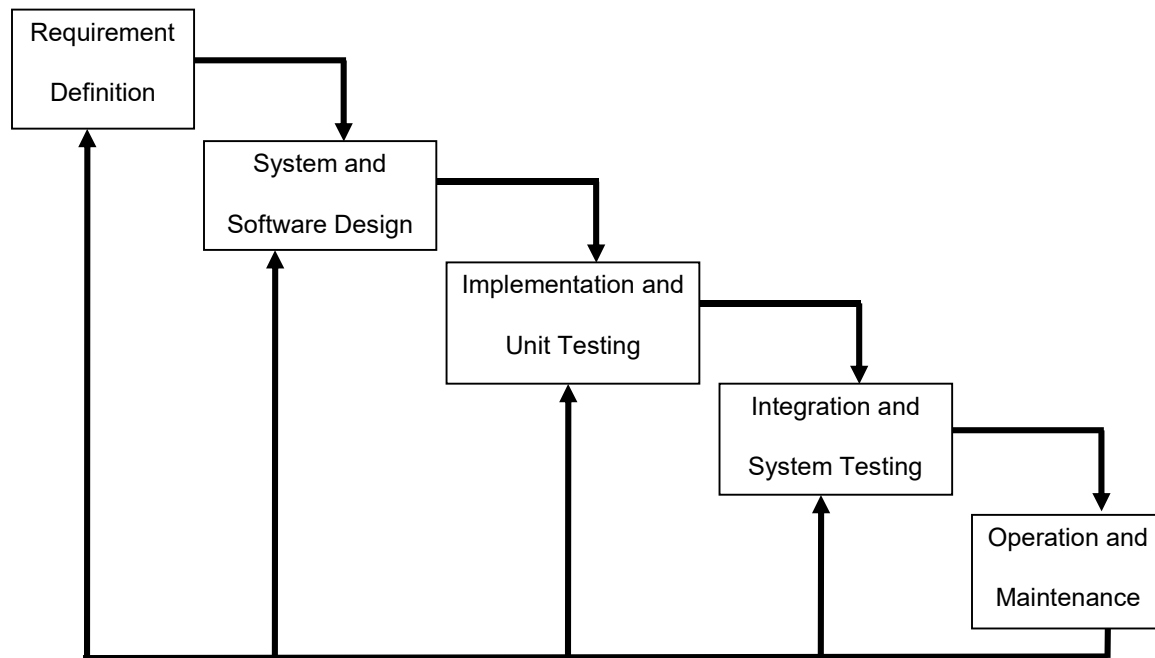 Requirement
Definition
System and
Software Design
Implementation and
Unit Testing
Integration and
System Testing
Operation and
Maintenance